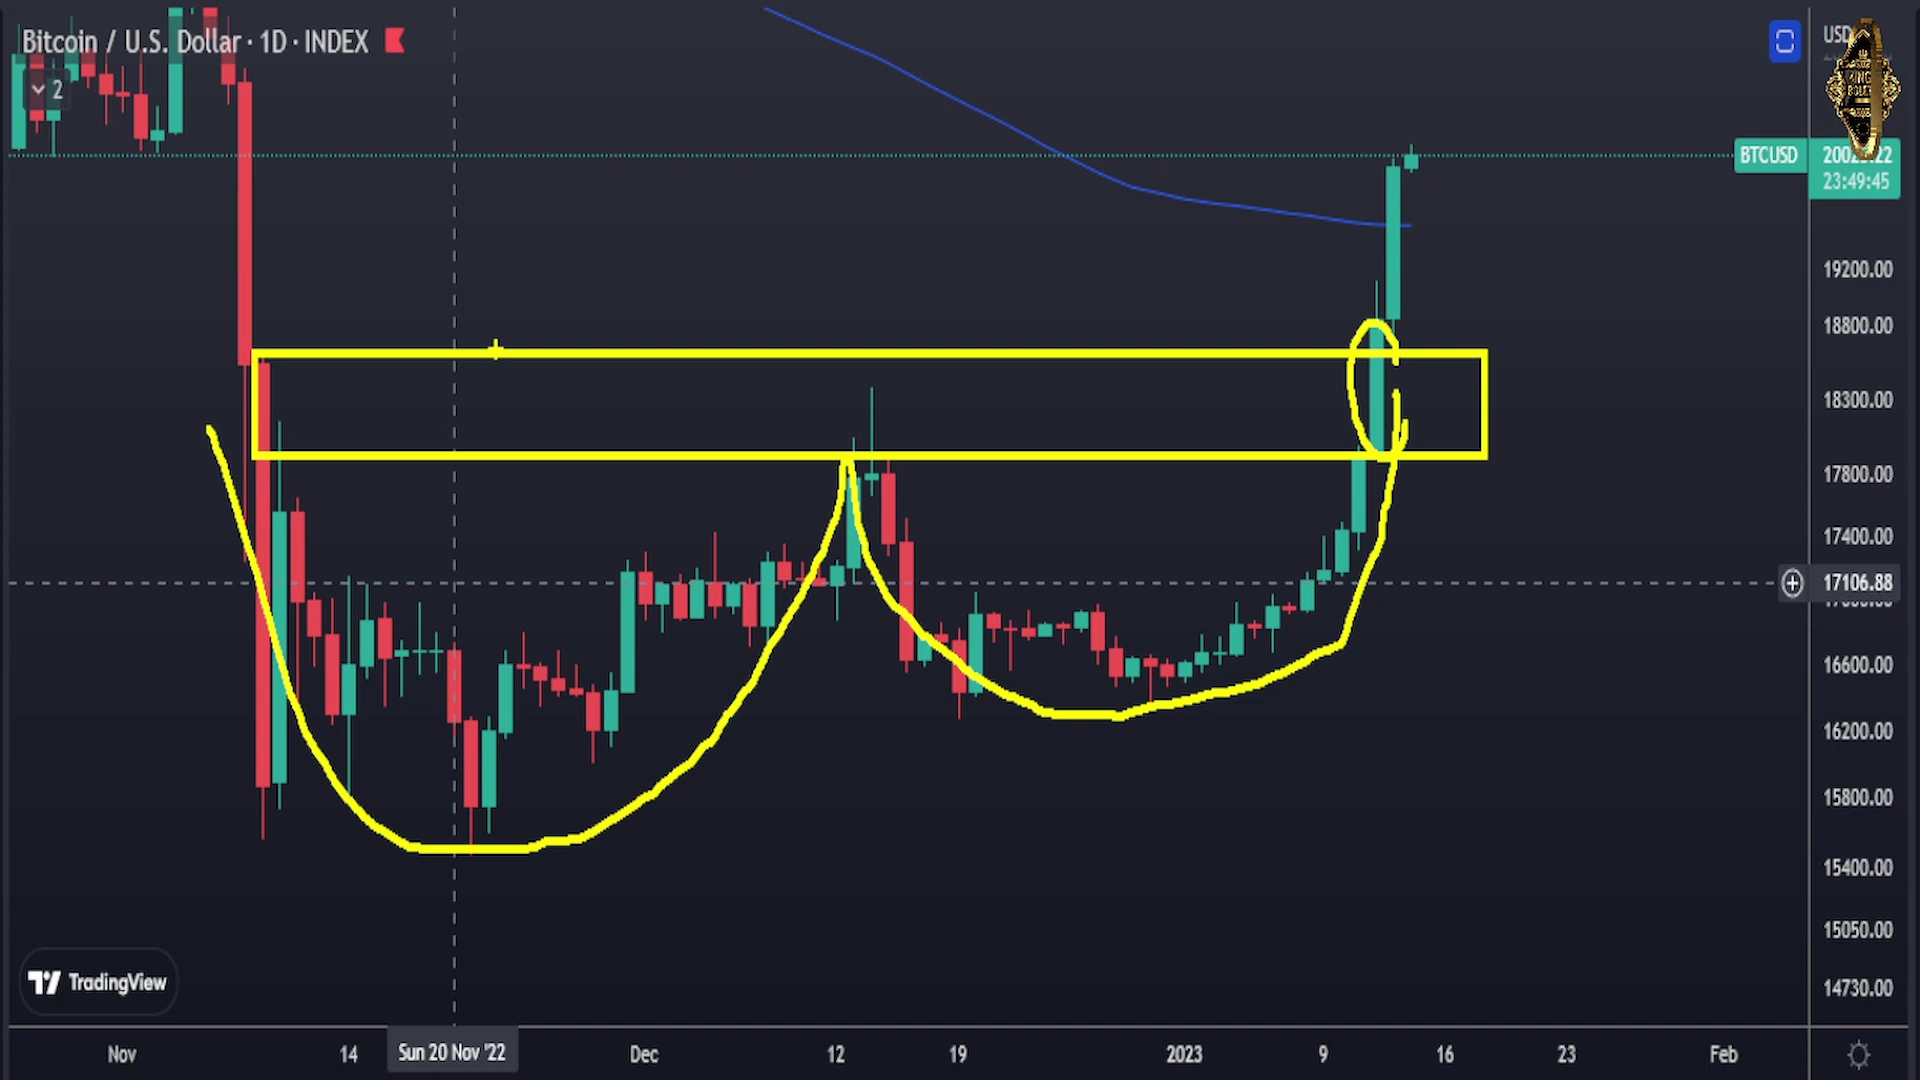 Bitcoin / U.S. Dollar · 1D · INDEX
USD
2
KING
BTCUSD
23:49:45
19200.00
18800.00
18300.00
17800.00
17400.00
17106.88
16600.00
16200.00
15800.00
15400.00
15050.00
14730.00
TradingView
Nov
14
Sun 20 Nov '22
Dec
12
19
2023
9
16
23
Feb